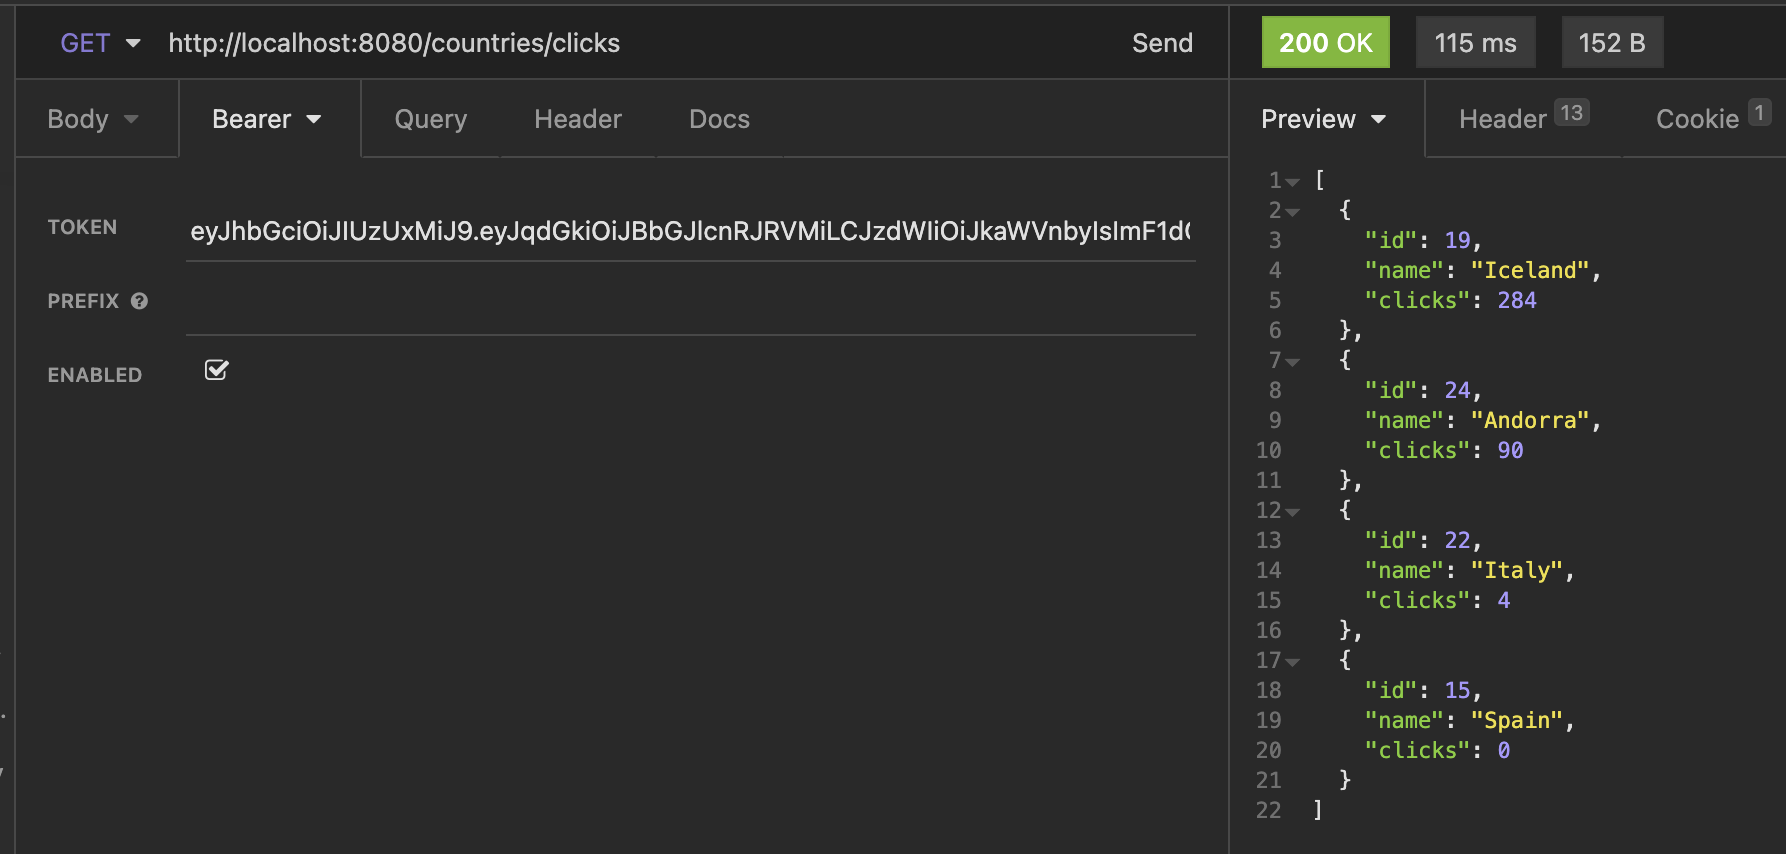 GET http://localhost:8080/countries/clicks Send
Body Bearer Query Header Docs
TOKEN eyJhbGciOiJIUzUxMiJ9.eyJqdGkiOiJBbGJlcnRJRVMiLCJzdWIiOiJkaWVnbyIsImF1dG
PREFIX
ENABLED
200 OK 115 ms 152 B
Preview Header 13 Cookie 1
1 [
2 {
3 "id": 19,
4 "name": "Iceland",
5 "clicks": 284
6 },
7 {
8 "id": 24,
9 "name": "Andorra",
10 "clicks": 90
11 },
12 {
13 "id": 22,
14 "name": "Italy",
15 "clicks": 4
16 },
17 {
18 "id": 15,
19 "name": "Spain",
20 "clicks": 0
21 }
22 ]